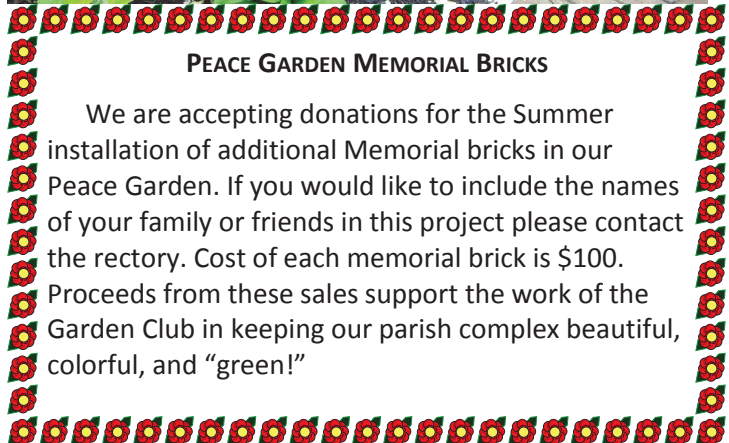 PEACE GARDEN MEMORIAL BRICKS
We are accepting donations for the Summer
installation of additional Memorial bricks in our
Peace Garden. If you would like to include the names
of your family or friends in this project please contact
the rectory. Cost of each memorial brick is $100.
Proceeds from these sales support the work of the
Garden Club in keeping our parish complex beautiful,
colorful, and “green!”